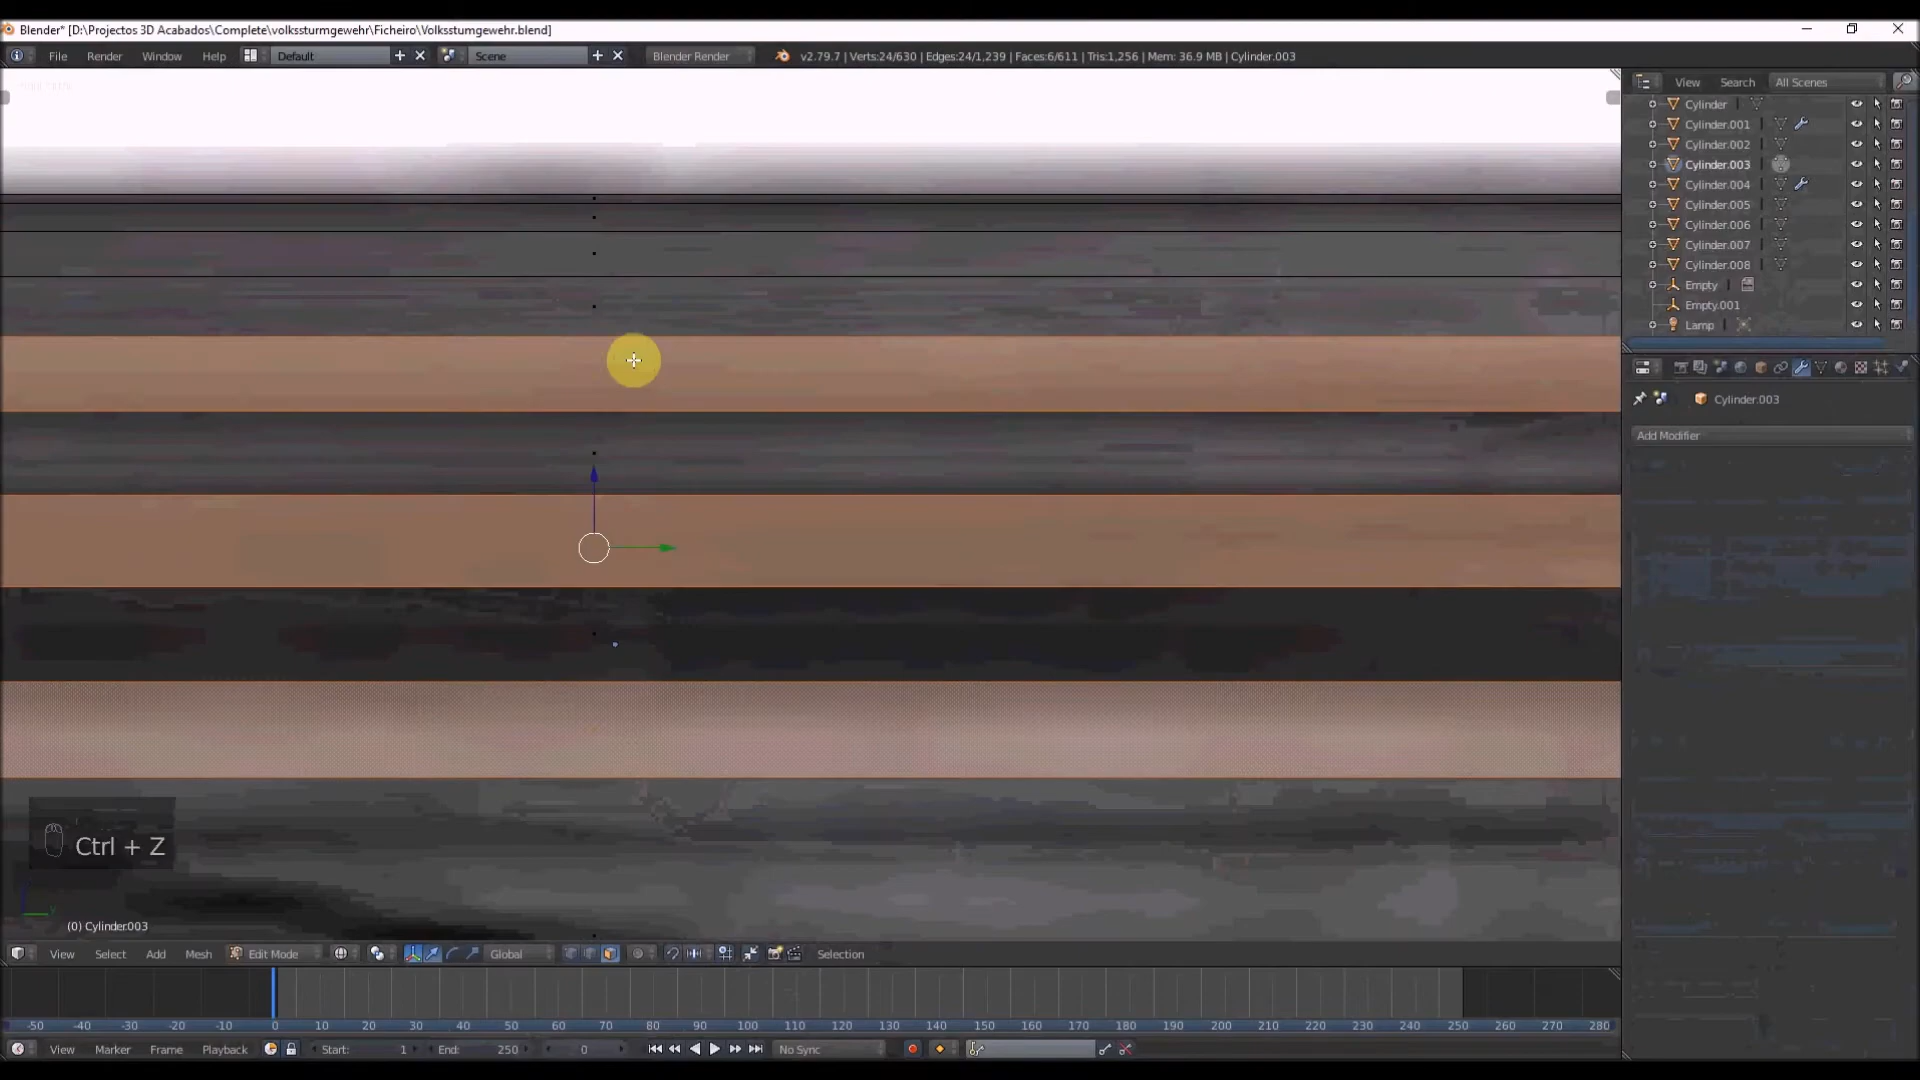 Blender* [D:\Projectos 3D Acabados\Complete\volkssturmgewehr\Ficheiro\Volksstumgewehr.blend]
File Render Window Help Default Scene Blender Render v2.79.7 | Verts:24/630 | Edges:24/1,239 | Faces:6/611 | Tris:1,256 | Mem: 36.9 MB | Cylinder.003
View Search All Scenes
Cylinder
Cylinder.001
Cylinder.002
Cylinder.003
Cylinder.004
Cylinder.005
Cylinder.006
Cylinder.007
Cylinder.008
Empty
Empty.001
Lamp
Cylinder.003
Add Modifier
Ctrl + Z
(0) Cylinder.003
View Select Add Mesh Edit Mode Global Selection
-50 -40 -30 -20 -10 0 10 20 30 40 50 60 70 80 90 100 110 120 130 140 150 160 170 180 190 200 210 220 230 240 250 260 270 280
View Marker Frame Playback Start: 1 End: 250 0 No Sync